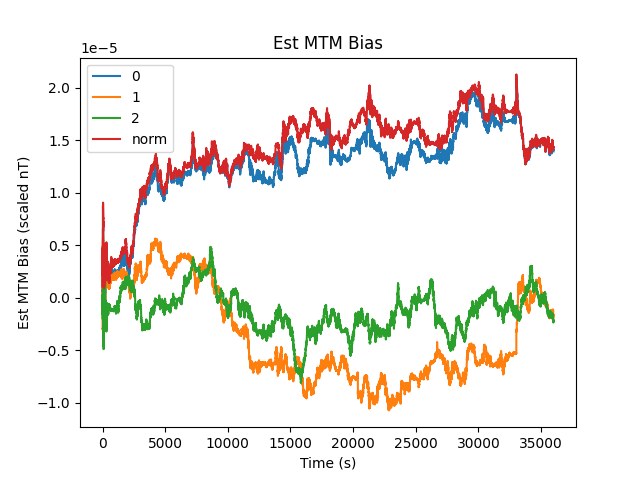 Est MTM Bias
1e−5
0
1
2
norm
2.0
1.5
1.0
0.5
0.0
−0.5
−1.0
Est MTM Bias (scaled nT)
0 5000 10000 15000 20000 25000 30000 35000
Time (s)